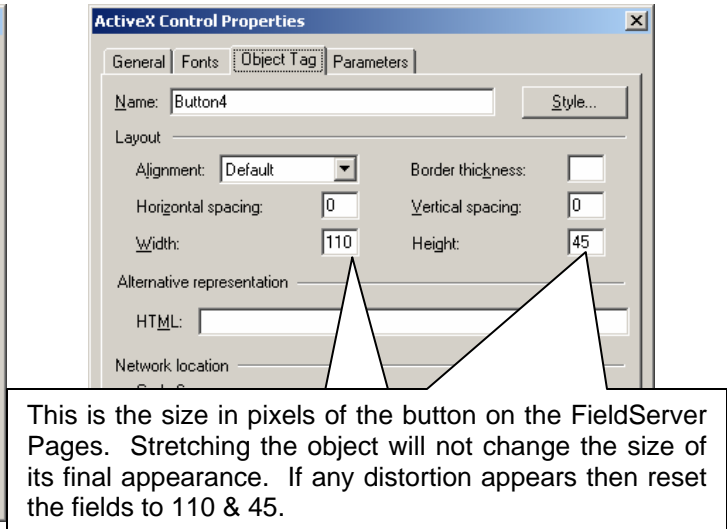 ActiveX Control Properties
General Fonts Object Tag Parameters
Name: Button4 Style...
Layout
Alignment: Default Border thickness:
Horizontal spacing: 0 Vertical spacing: 0
Width: 110 Height: 45
Alternative representation
HTML:
Network location
This is the size in pixels of the button on the FieldServer
Pages. Stretching the object will not change the size of
its final appearance. If any distortion appears then reset
the fields to 110 & 45.